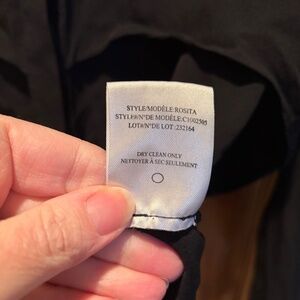 STYLE/MODÈLE:ROSITA
STYLE#/N°DE MODÈLE:C1002505
LOT#/N°DE LOT :232164
DRY CLEAN ONLY
NETTOYER À SEC SEULEMENT